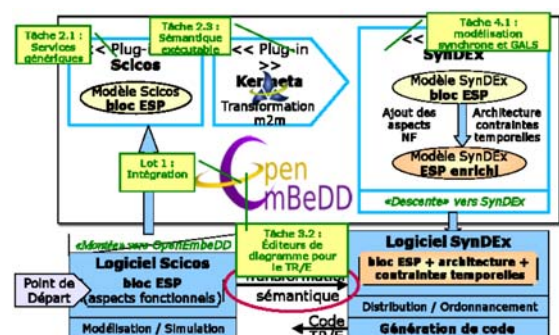 Tâche 2.1 :
Services
génériques
<< Plug-in
Scicos
Modèle Scicos
bloc ESP
Tâche 2.3 :
Sémantique
exécutable
<< Plug-in
>>
Kermeta
Transformation
m2m
Tâche 4.1 :
modélisation
synchrone et GALS
<<
SynDEx
Modèle SynDEx
bloc ESP
Ajout des
aspects
NF
Architecture
contraintes
temporelles
Modèle SynDEx
ESP enrichi
«Descente» vers SynDEx
Lot 1 :
Intégration
Open
EmBeDD
«Montée» vers OpenEmbeDD
Tâche 3.2 :
Éditeurs de
diagramme pour
le TR/E
Point de
Départ
Logiciel Scicos
bloc ESP
(aspects fonctionnels)
Modélisation / Simulation
sémantique
Code
TR/E
Logiciel SynDEx
bloc ESP + architecture +
contraintes temporelles
Distribution / Ordonnancement
Génération de code